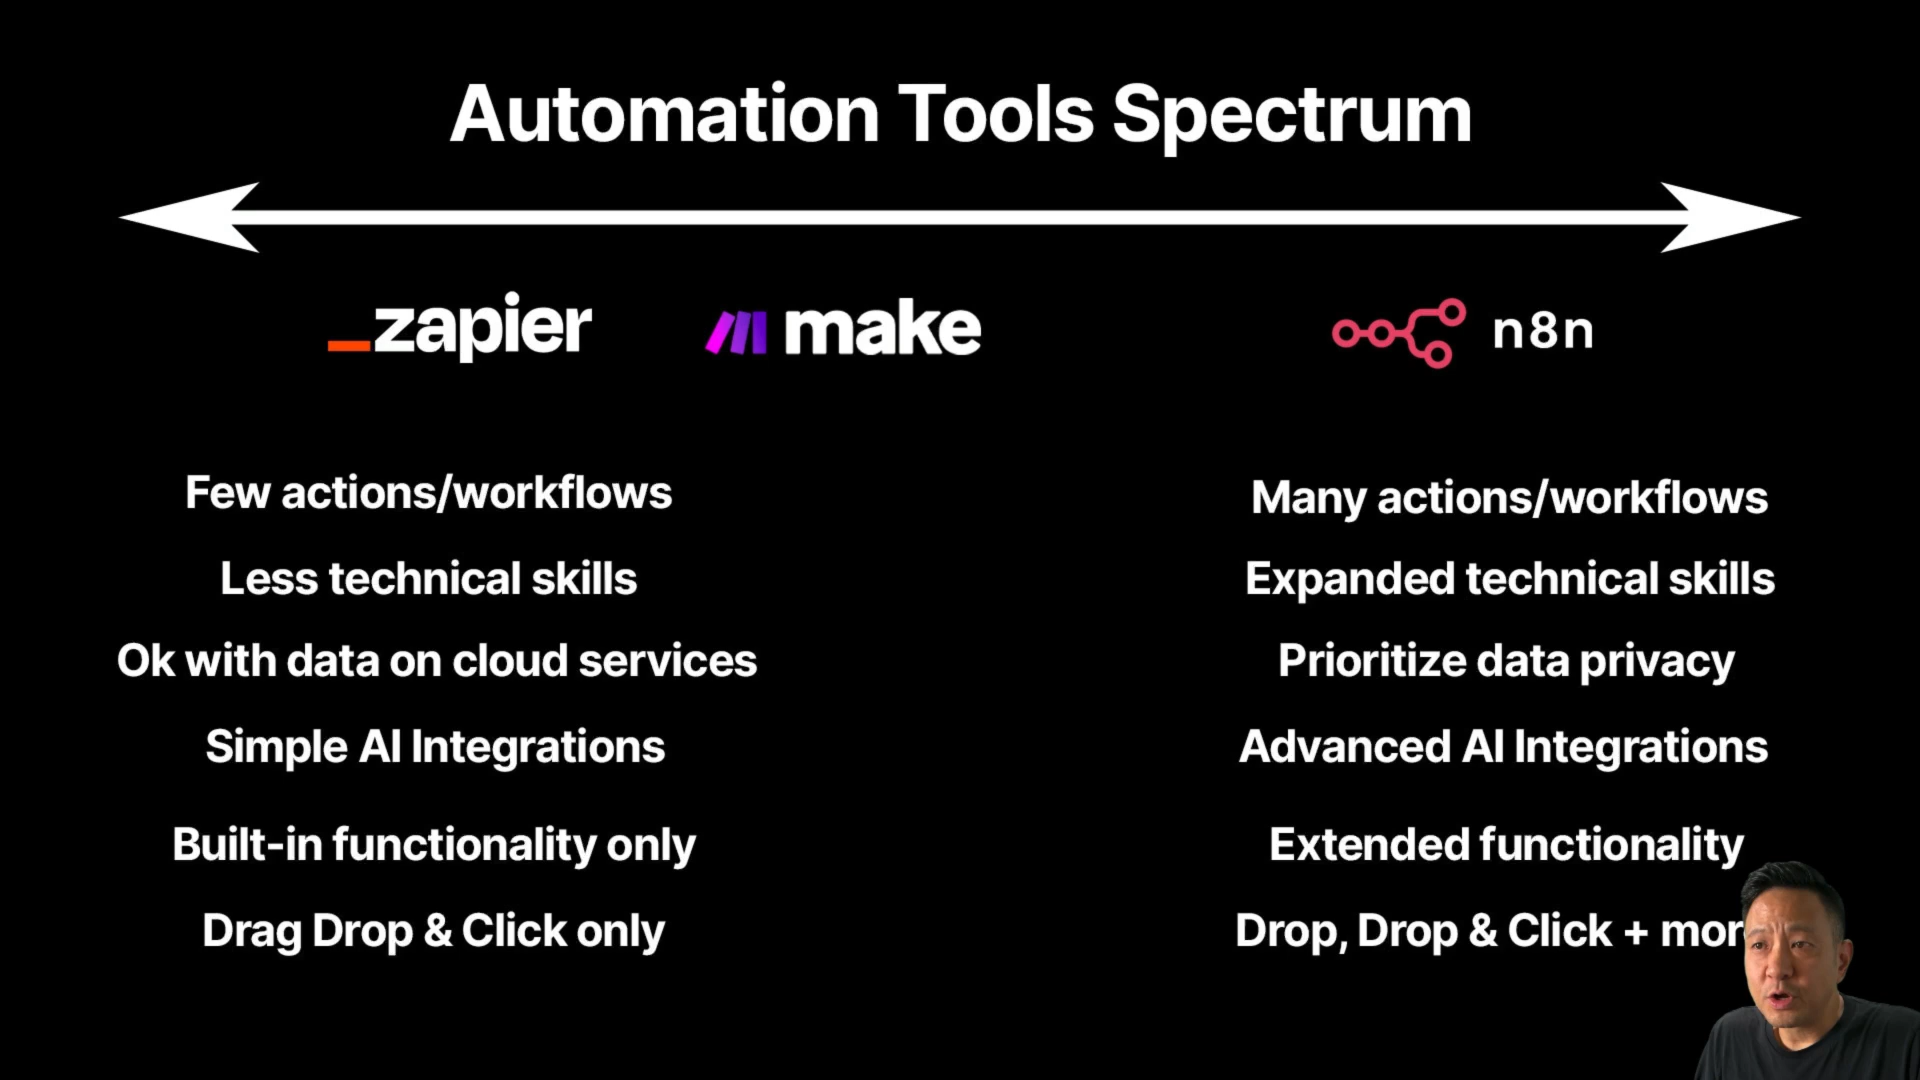 Automation Tools Spectrum
zapier
make
n8n
Few actions/workflows
Many actions/workflows
Less technical skills
Expanded technical skills
Ok with data on cloud services
Prioritize data privacy
Simple AI Integrations
Advanced AI Integrations
Built-in functionality only
Extended functionality
Drag Drop & Click only
Drop, Drop & Click +